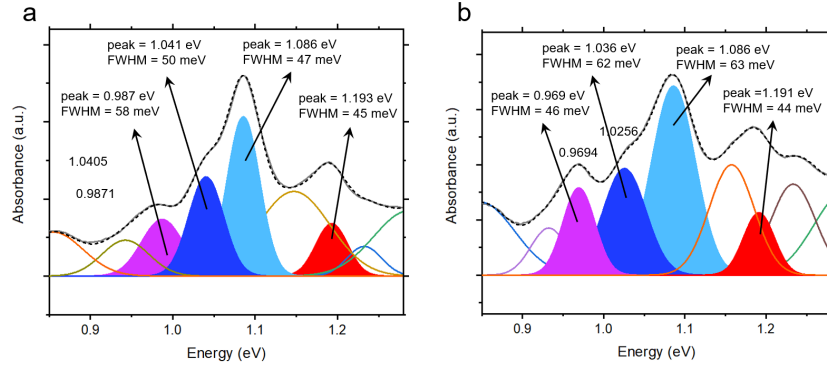 a
peak = 1.041 eV
FWHM = 50 meV
peak = 1.086 eV
FWHM = 47 meV
peak = 0.987 eV
FWHM = 58 meV
peak = 1.193 eV
FWHM = 45 meV
1.0405
0.9871
Absorbance (a.u.)
0.9
1.0
1.1
1.2
Energy (eV)
b
peak = 1.036 eV
FWHM = 62 meV
peak = 1.086 eV
FWHM = 63 meV
peak = 0.969 eV
FWHM = 46 meV
peak=1.191 eV
FWHM = 44 meV
1.0256
0.9694
Absorbance (a.u.)
0.9
1.0
1.1
1.2
Energy (eV)